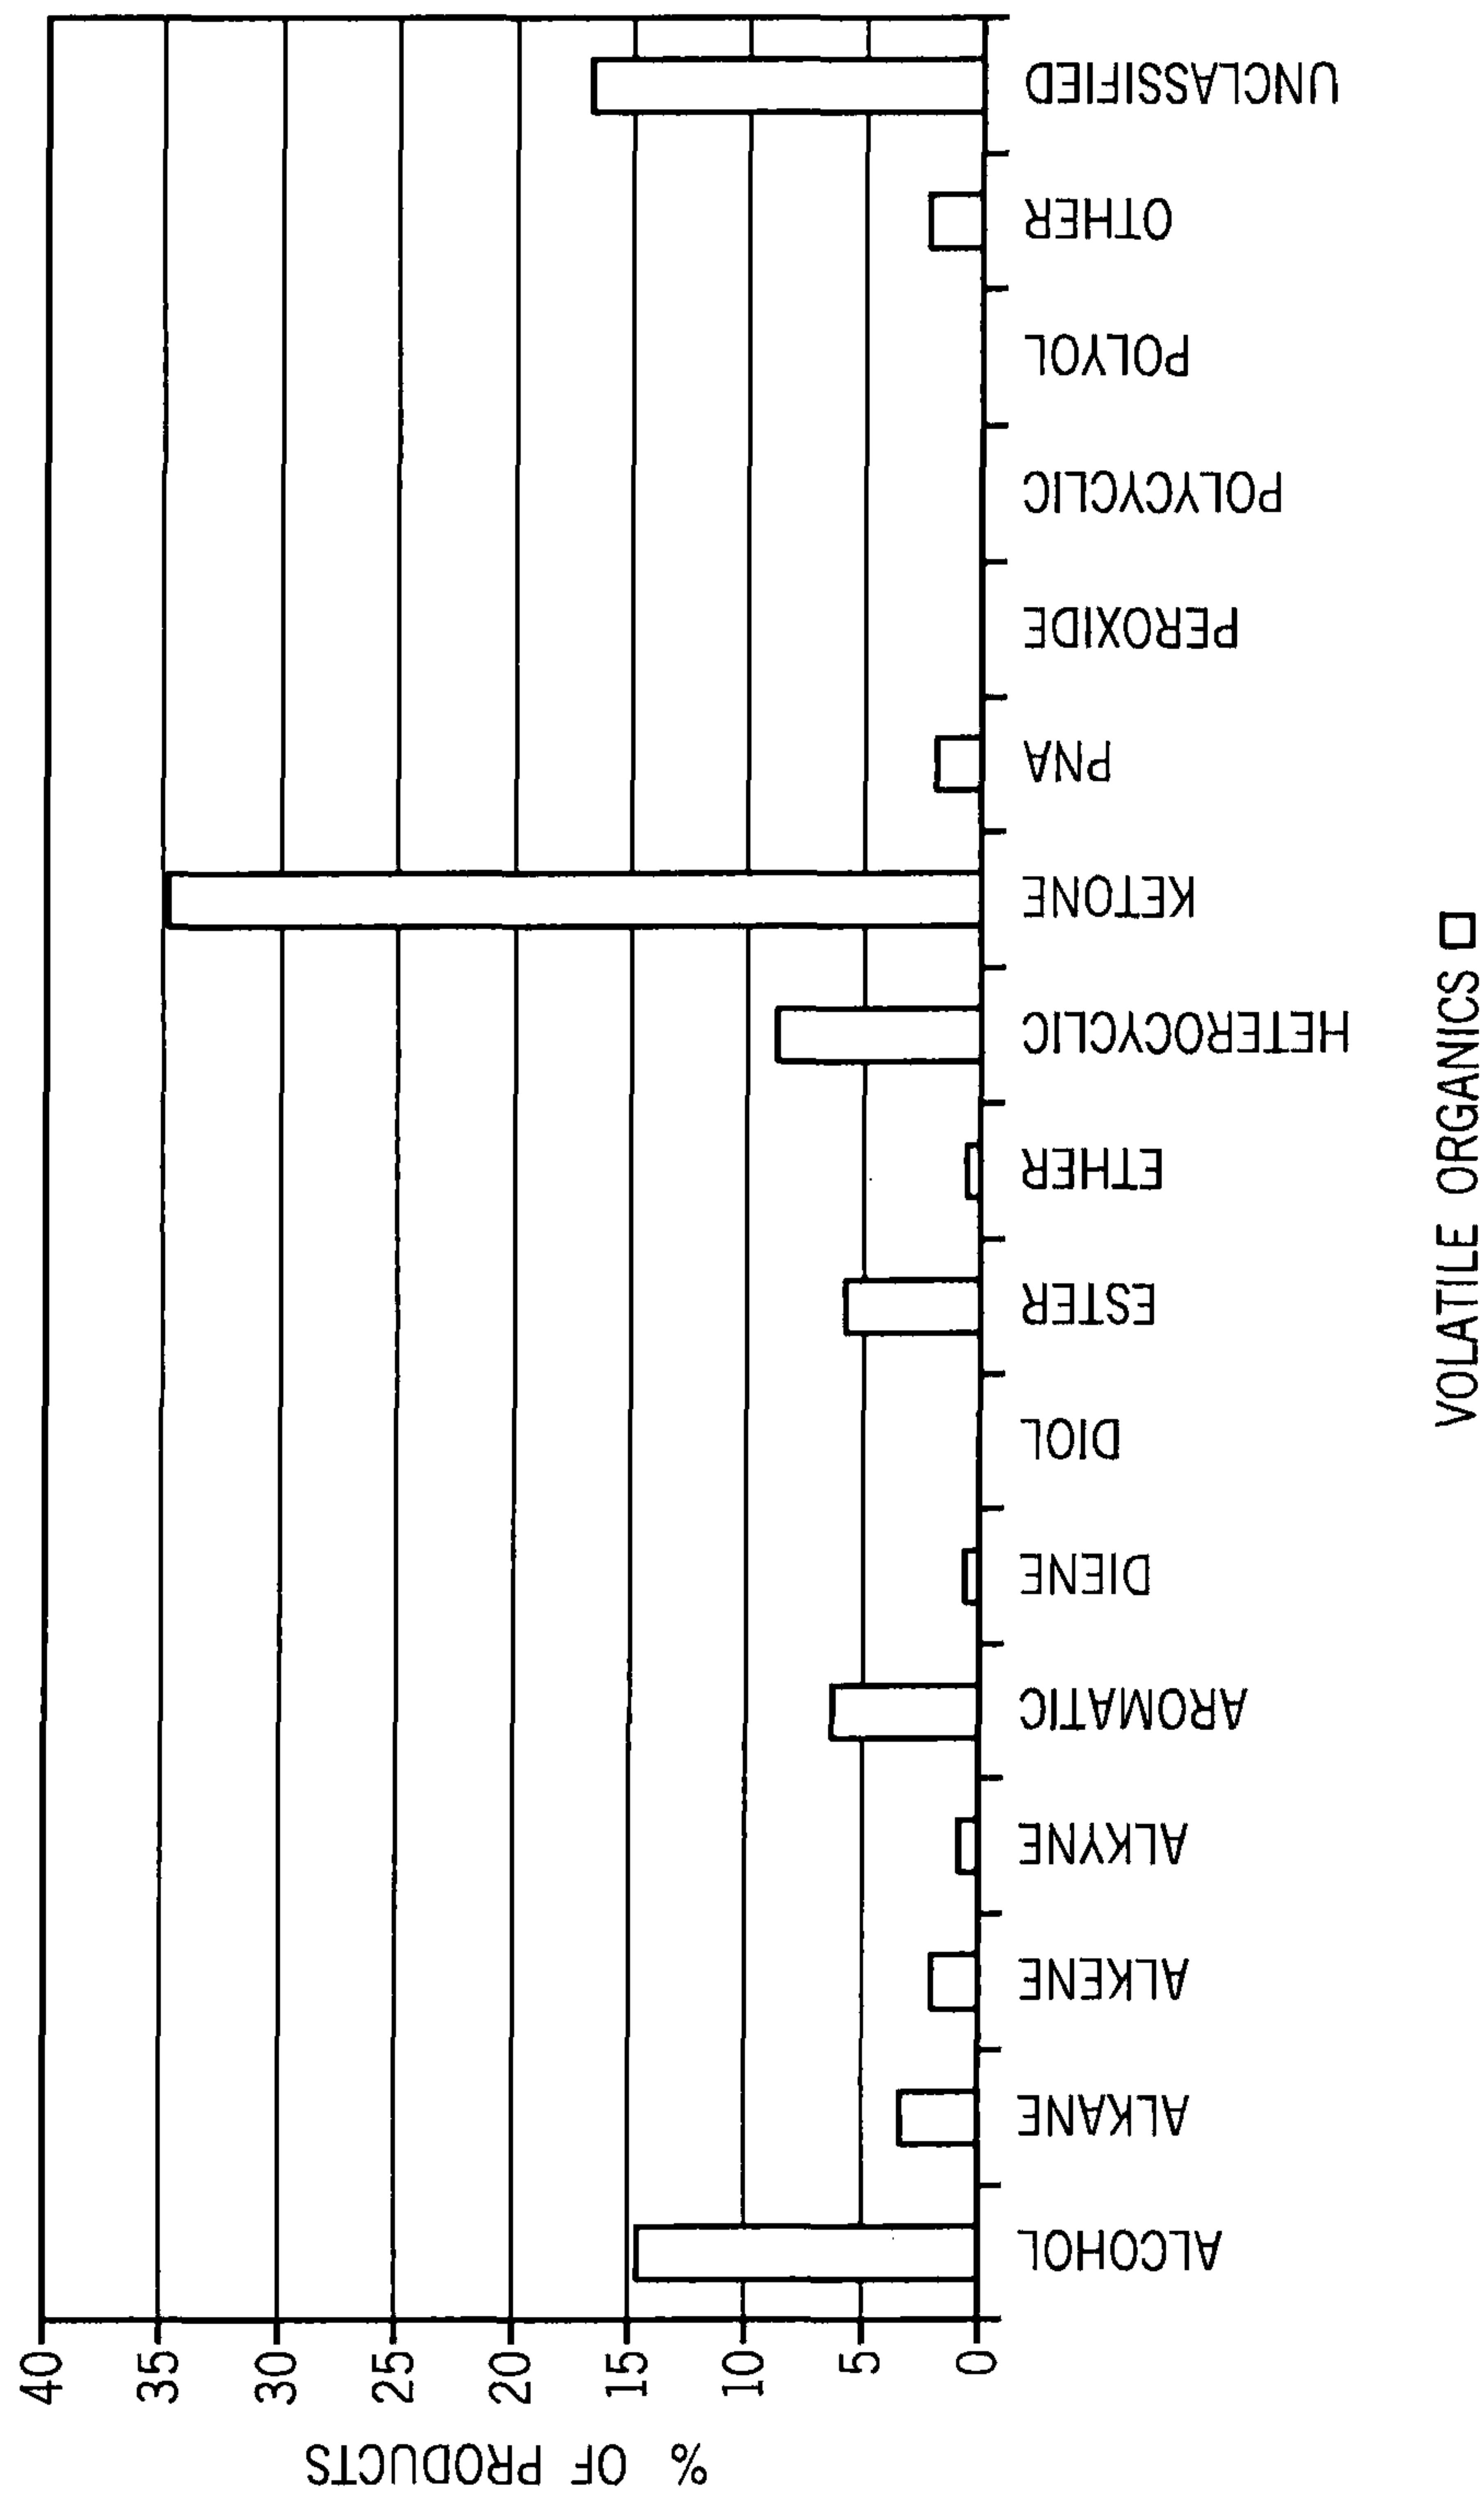 % OF PRODUCTS
40
35
30
25
20
15
10
5
0
ALCOHOL
ALKANE
ALKENE
ALKYNE
AROMATIC
DIENE
DIOL
ESTER
ETHER
HETEROCYCLIC
KETONE
PNA
PEROXIDE
POLYCYCLIC
POLYOL
OTHER
UNCLASSIFIED
VOLATILE ORGANICS